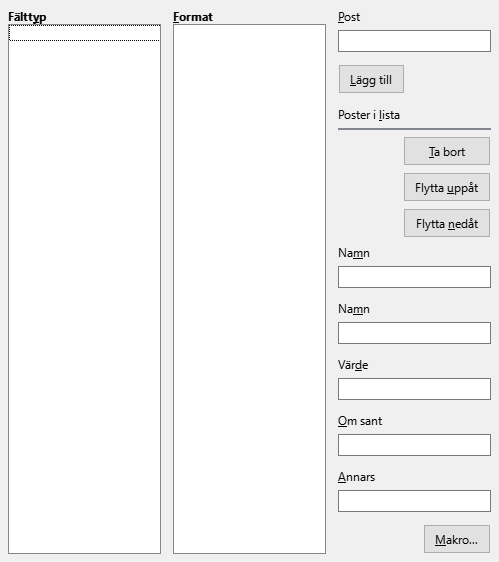 Fälttyp
Format
Post
Lägg till
Poster i lista
Ta bort
Flytta uppåt
Flytta nedåt
Namn
Namn
Värde
Om sant
Annars
Makro...